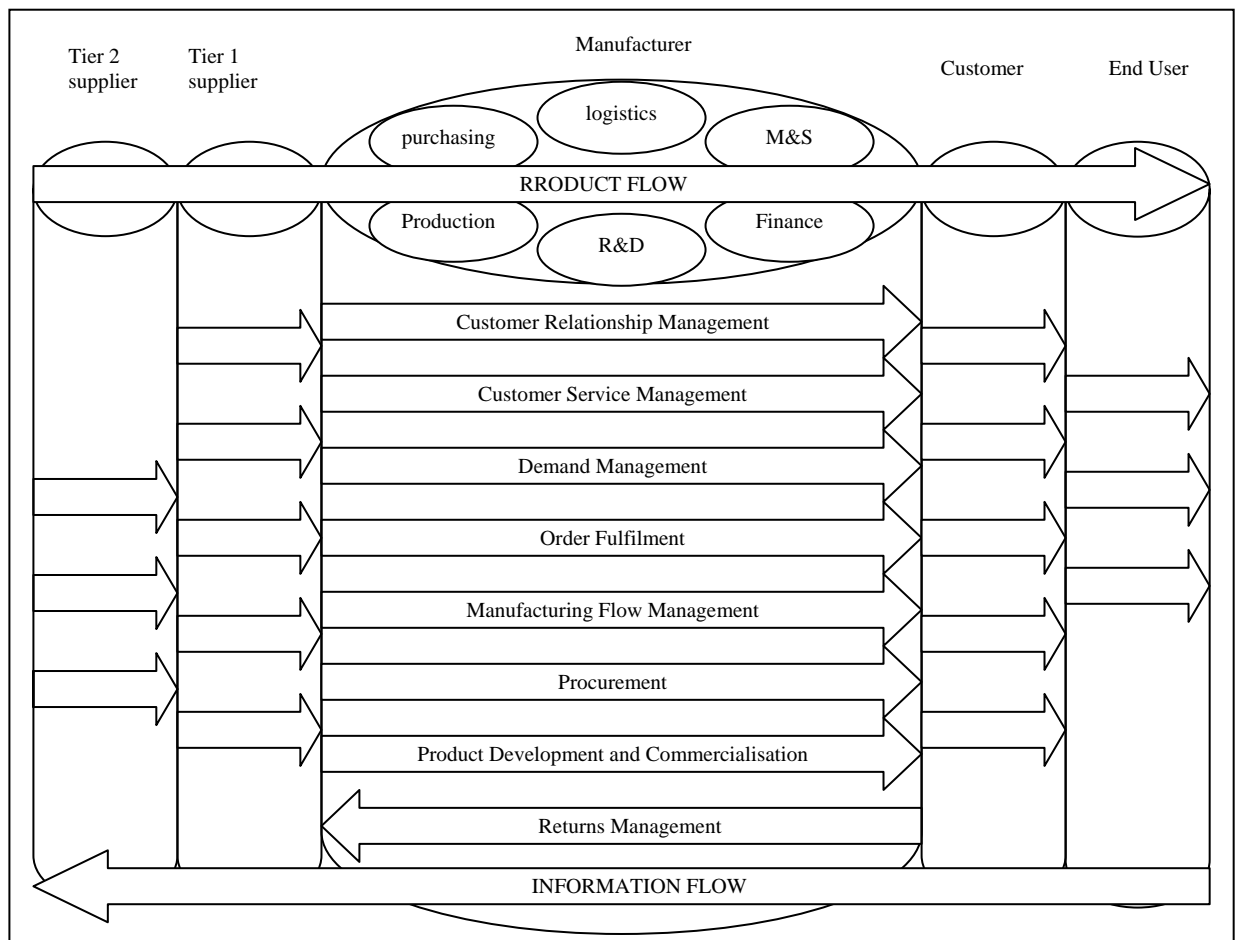 Manufacturer
Tier 2
supplier
Tier 1
supplier
Customer
End User
logistics
purchasing
M&S
RRODUCT FLOW
Production
R&D
Finance
Customer Relationship Management
Customer Service Management
Demand Management
Order Fulfilment
Manufacturing Flow Management
Procurement
Product Development and Commercialisation
Returns Management
INFORMATION FLOW